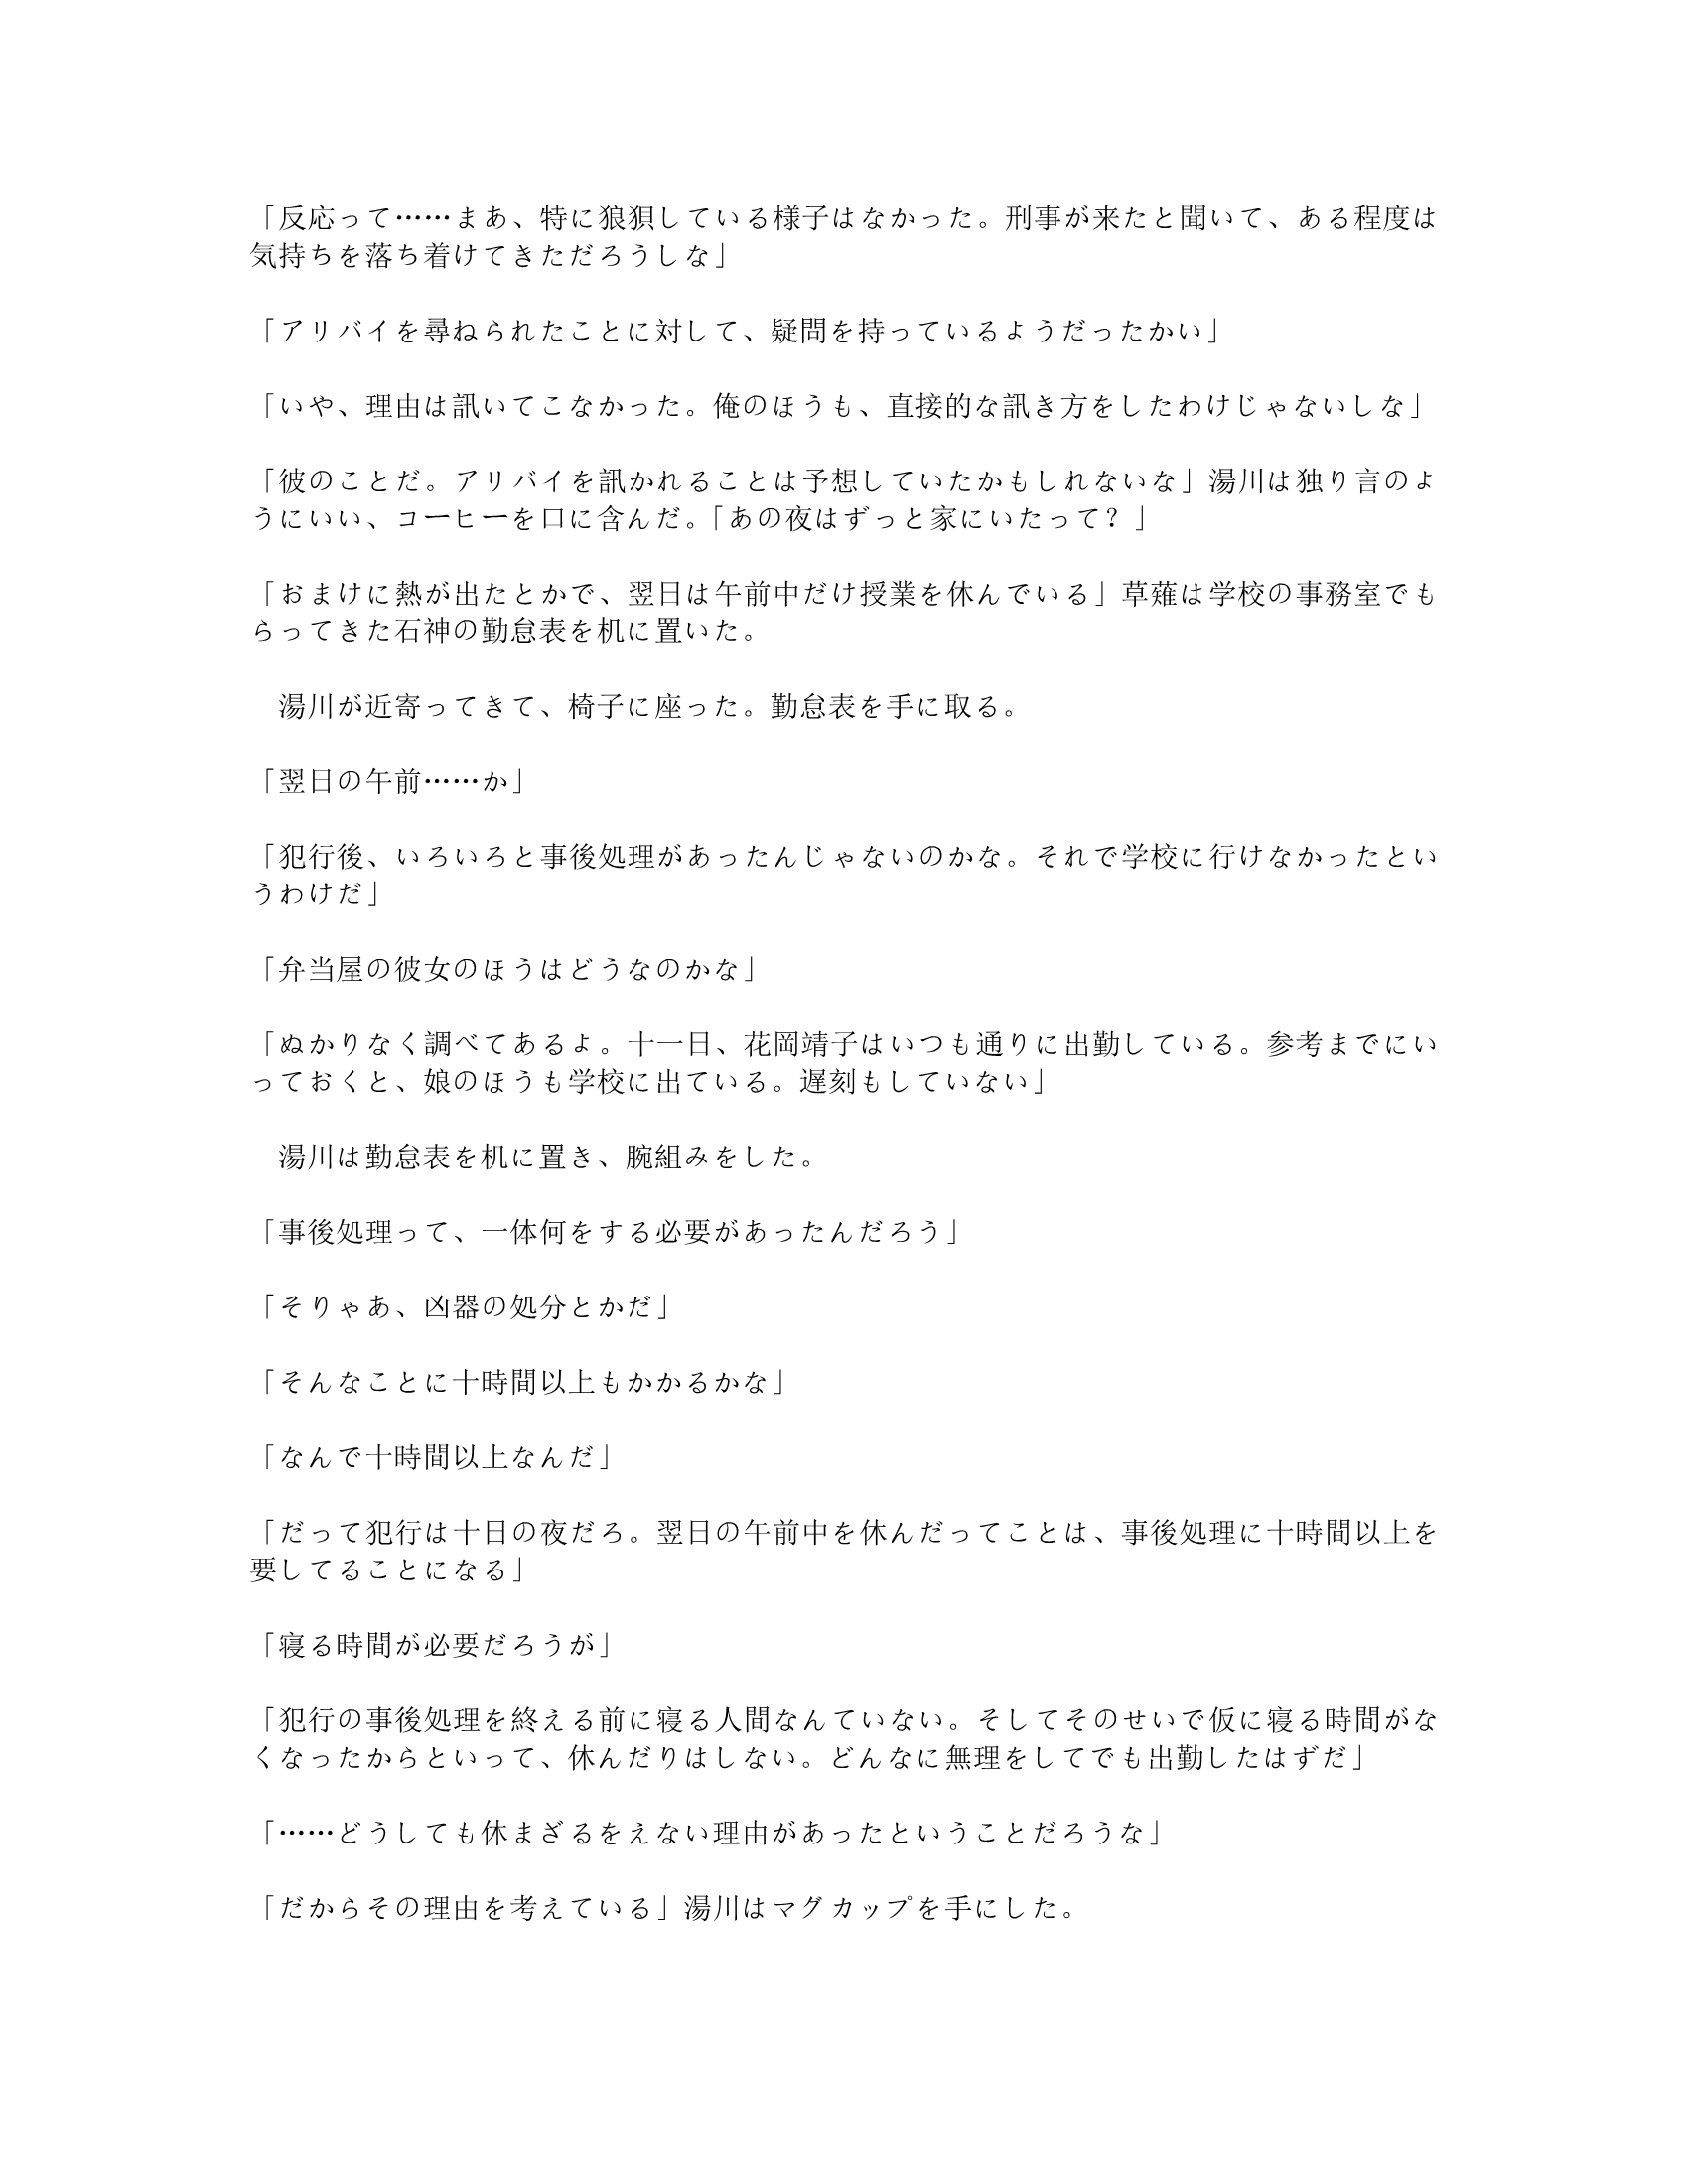 「反応って……まあ、特に狼狽している様子はなかった。刑事が来たと聞いて、ある程度は
気持ちを落ち着けてきただろうしな」
「アリバイを尋ねられたことに対して、疑問を持っているようだったかい」
「いや、理由は訊いてこなかった。俺のほうも、直接的な訊き方をしたわけじゃないしな」
「彼のことだ。アリバイを訊かれることは予想していたかもしれないな」湯川は独り言のよ
うにいい、コーヒーを口に含んだ。「あの夜はずっと家にいたって？」
「おまけに熱が出たとかで、翌日は午前中だけ授業を休んでいる」草薙は学校の事務室でも
らってきた石神の勤怠表を机に置いた。
　湯川が近寄ってきて、椅子に座った。勤怠表を手に取る。
「翌日の午前……か」
「犯行後、いろいろと事後処理があったんじゃないのかな。それで学校に行けなかったとい
うわけだ」
「弁当屋の彼女のほうはどうなのかな」
「ぬかりなく調べてあるよ。十一日、花岡靖子はいつも通りに出勤している。参考までにい
っておくと、娘のほうも学校に出ている。遅刻もしていない」
　湯川は勤怠表を机に置き、腕組みをした。
「事後処理って、一体何をする必要があったんだろう」
「そりゃあ、凶器の処分とかだ」
「そんなことに十時間以上もかかるかな」
「なんで十時間以上なんだ」
「だって犯行は十日の夜だろ。翌日の午前中を休んだってことは、事後処理に十時間以上を
要してることになる」
「寝る時間が必要だろうが」
「犯行の事後処理を終える前に寝る人間なんていない。そしてそのせいで仮に寝る時間がな
くなったからといって、休んだりはしない。どんなに無理をしてでも出勤したはずだ」
「……どうしても休まざるをえない理由があったということだろうな」
「だからその理由を考えている」湯川はマグカップを手にした。